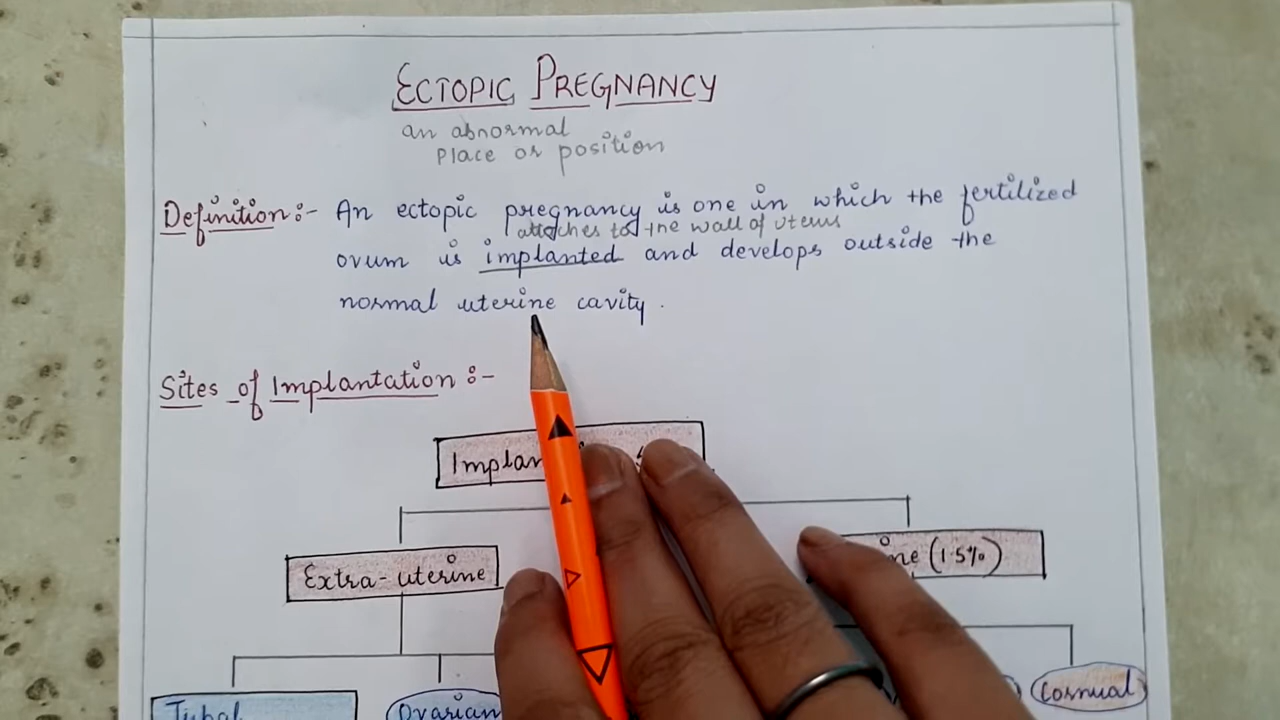 ECTOPIC PREGNANCY
an abnormal
Place or position
Definition:- An ectopic pregnancy is one in which the fertilized
attaches to the wall of uterus
ovum is implanted and develops outside the
normal uterine cavity.
Sites of Implantation :-
Extra-uterine
(1.5%)
Tubal
Ovarian
Cornual